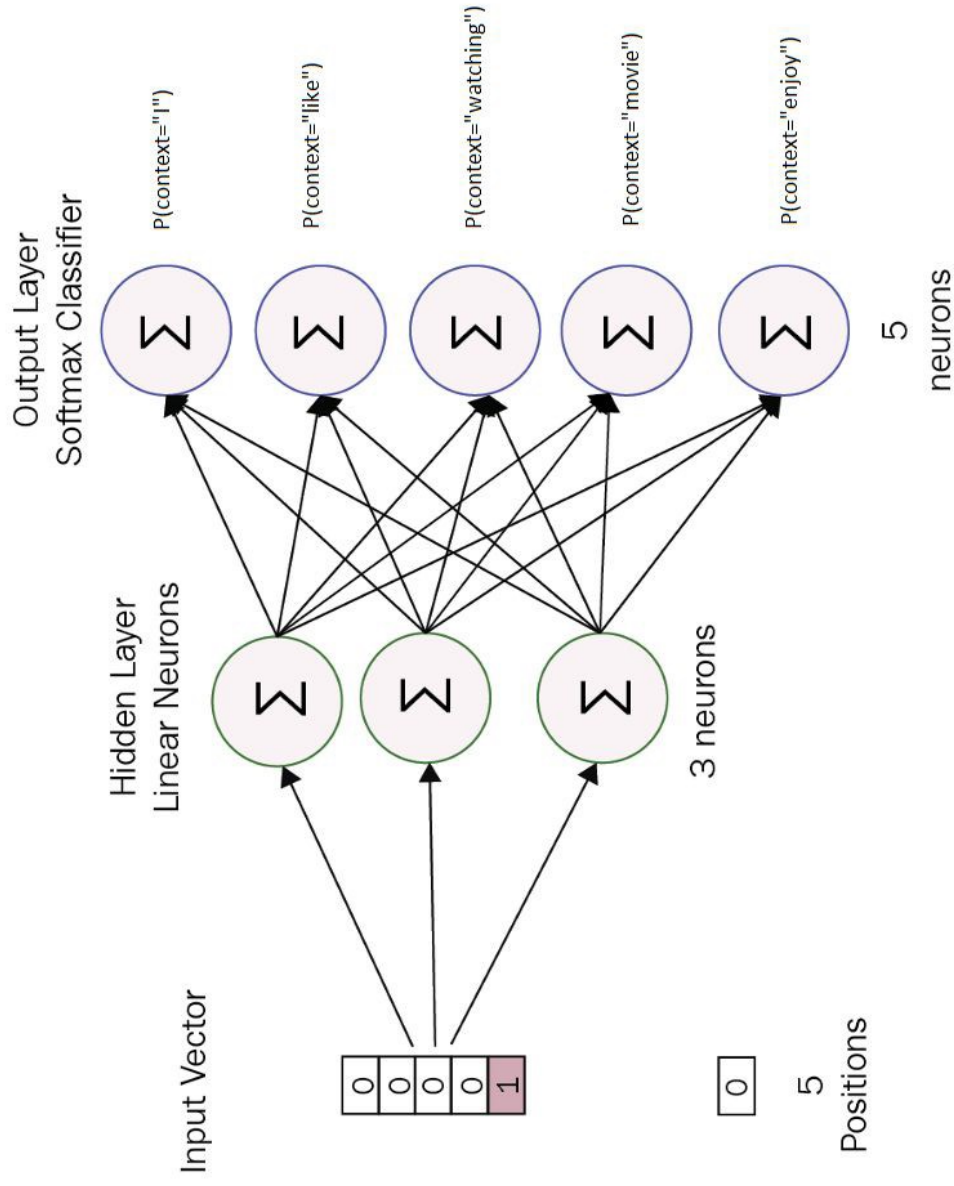 Output Layer
Softmax Classifier
Hidden Layer
Linear Neurons
Input Vector
0
0
0
0
1
0
5
Positions
Σ
Σ
Σ
3 neurons
Σ
Σ
Σ
Σ
Σ
P(context="I")
P(context="like")
P(context="watching")
P(context="movie")
P(context="enjoy")
5
neurons